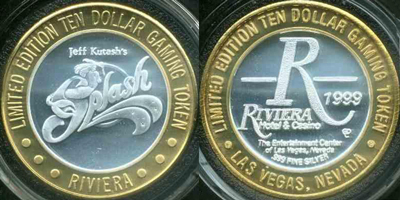 LIMITED EDITION TEN DOLLAR GAMING TOKEN
Jeff Kutash's
Splash
• RIVIERA •
LIMITED EDITION TEN DOLLAR GAMING TOKEN
R
1999
RIVIERA
Hotel & Casino
The Entertainment Center
of Las Vegas, Nevada
.999 FINE SILVER
• LAS VEGAS, NEVADA •